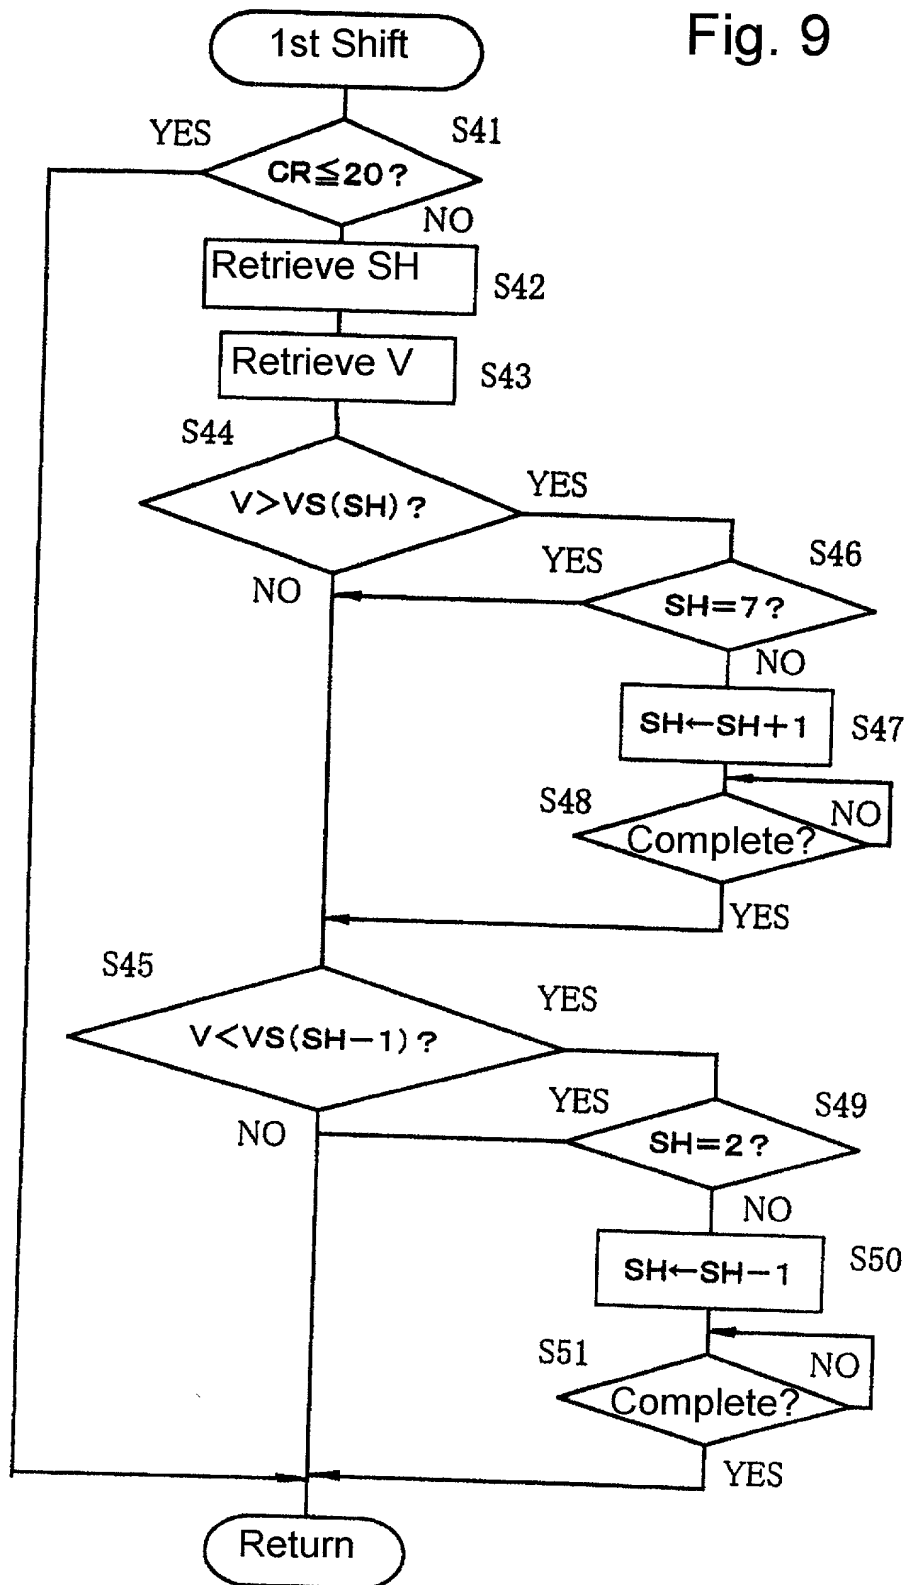 Fig. 9
1st Shift
YES
S41
CR≦20?
NO
Retrieve SH
S42
Retrieve V
S43
S44
V>VS(SH)?
YES
NO
YES
S46
SH=7?
NO
SH←SH+1
S47
S48
Complete?
NO
YES
S45
V<VS(SH−1)?
YES
NO
YES
S49
SH=2?
NO
SH←SH−1
S50
S51
Complete?
NO
YES
Return